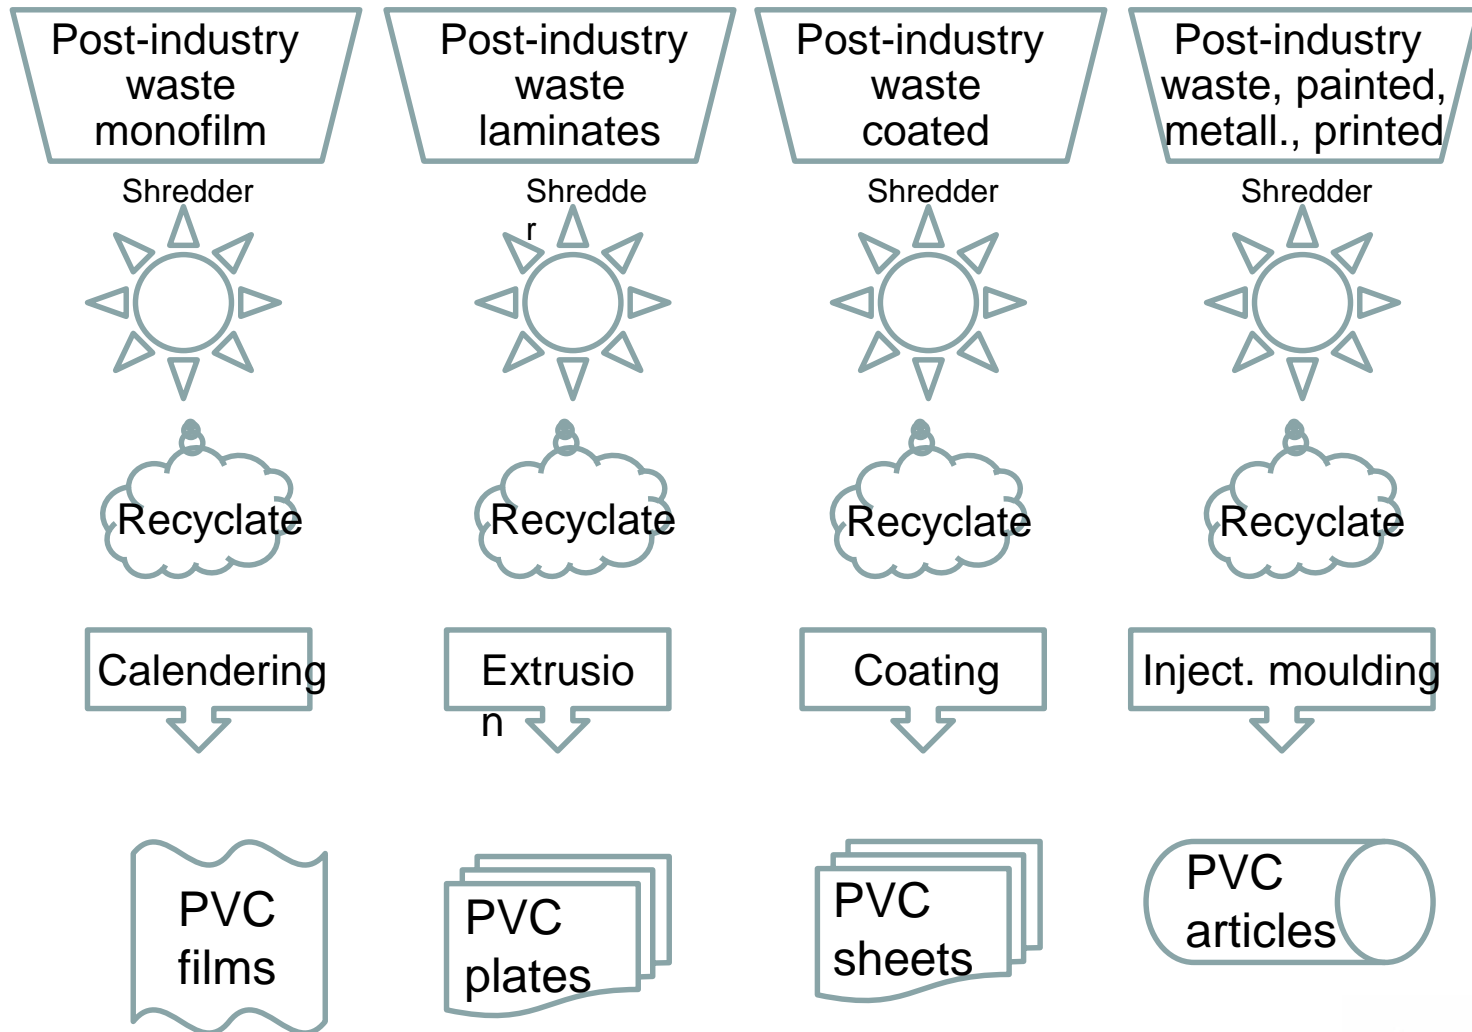 Post-industry
waste
monofilm
Post-industry
waste
laminates
Post-industry
waste
coated
Post-industry
waste, painted,
metall., printed
Shredder
Shredde
r
Shredder
Shredder
Recyclate
Recyclate
Recyclate
Recyclate
Calendering
Extrusio
n
Coating
Inject. moulding
PVC
films
PVC
plates
PVC
sheets
PVC
articles